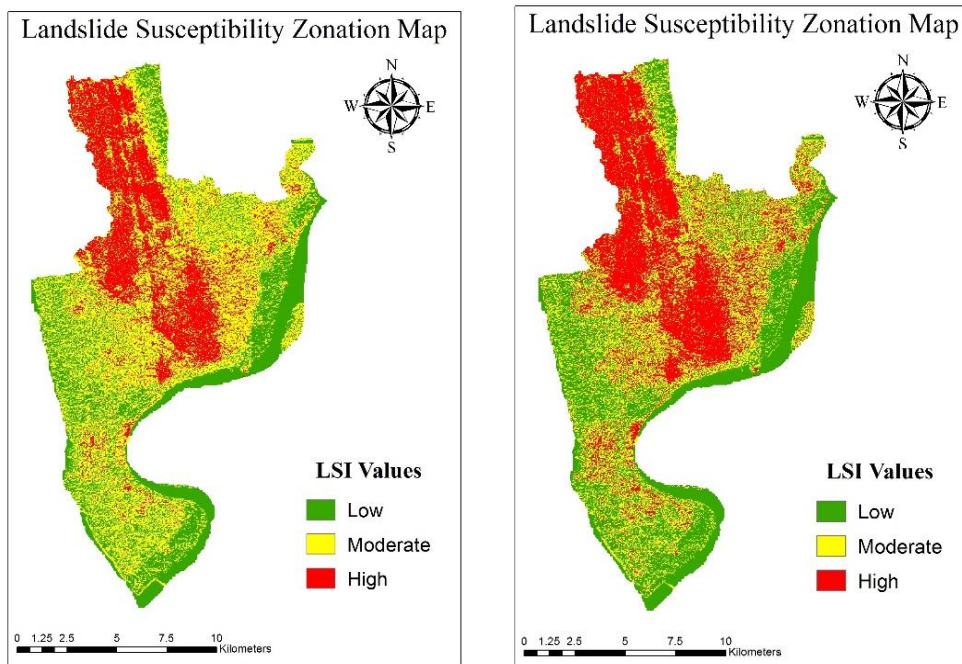 Landslide Susceptibility Zonation Map
N
W E
S
LSI Values
Low
Moderate
High
0 1.25 2.5 5 7.5 10
Kilometers
Landslide Susceptibility Zonation Map
N
W E
S
LSI Values
Low
Moderate
High
0 1.25 2.5 5 7.5 10
Kilometers